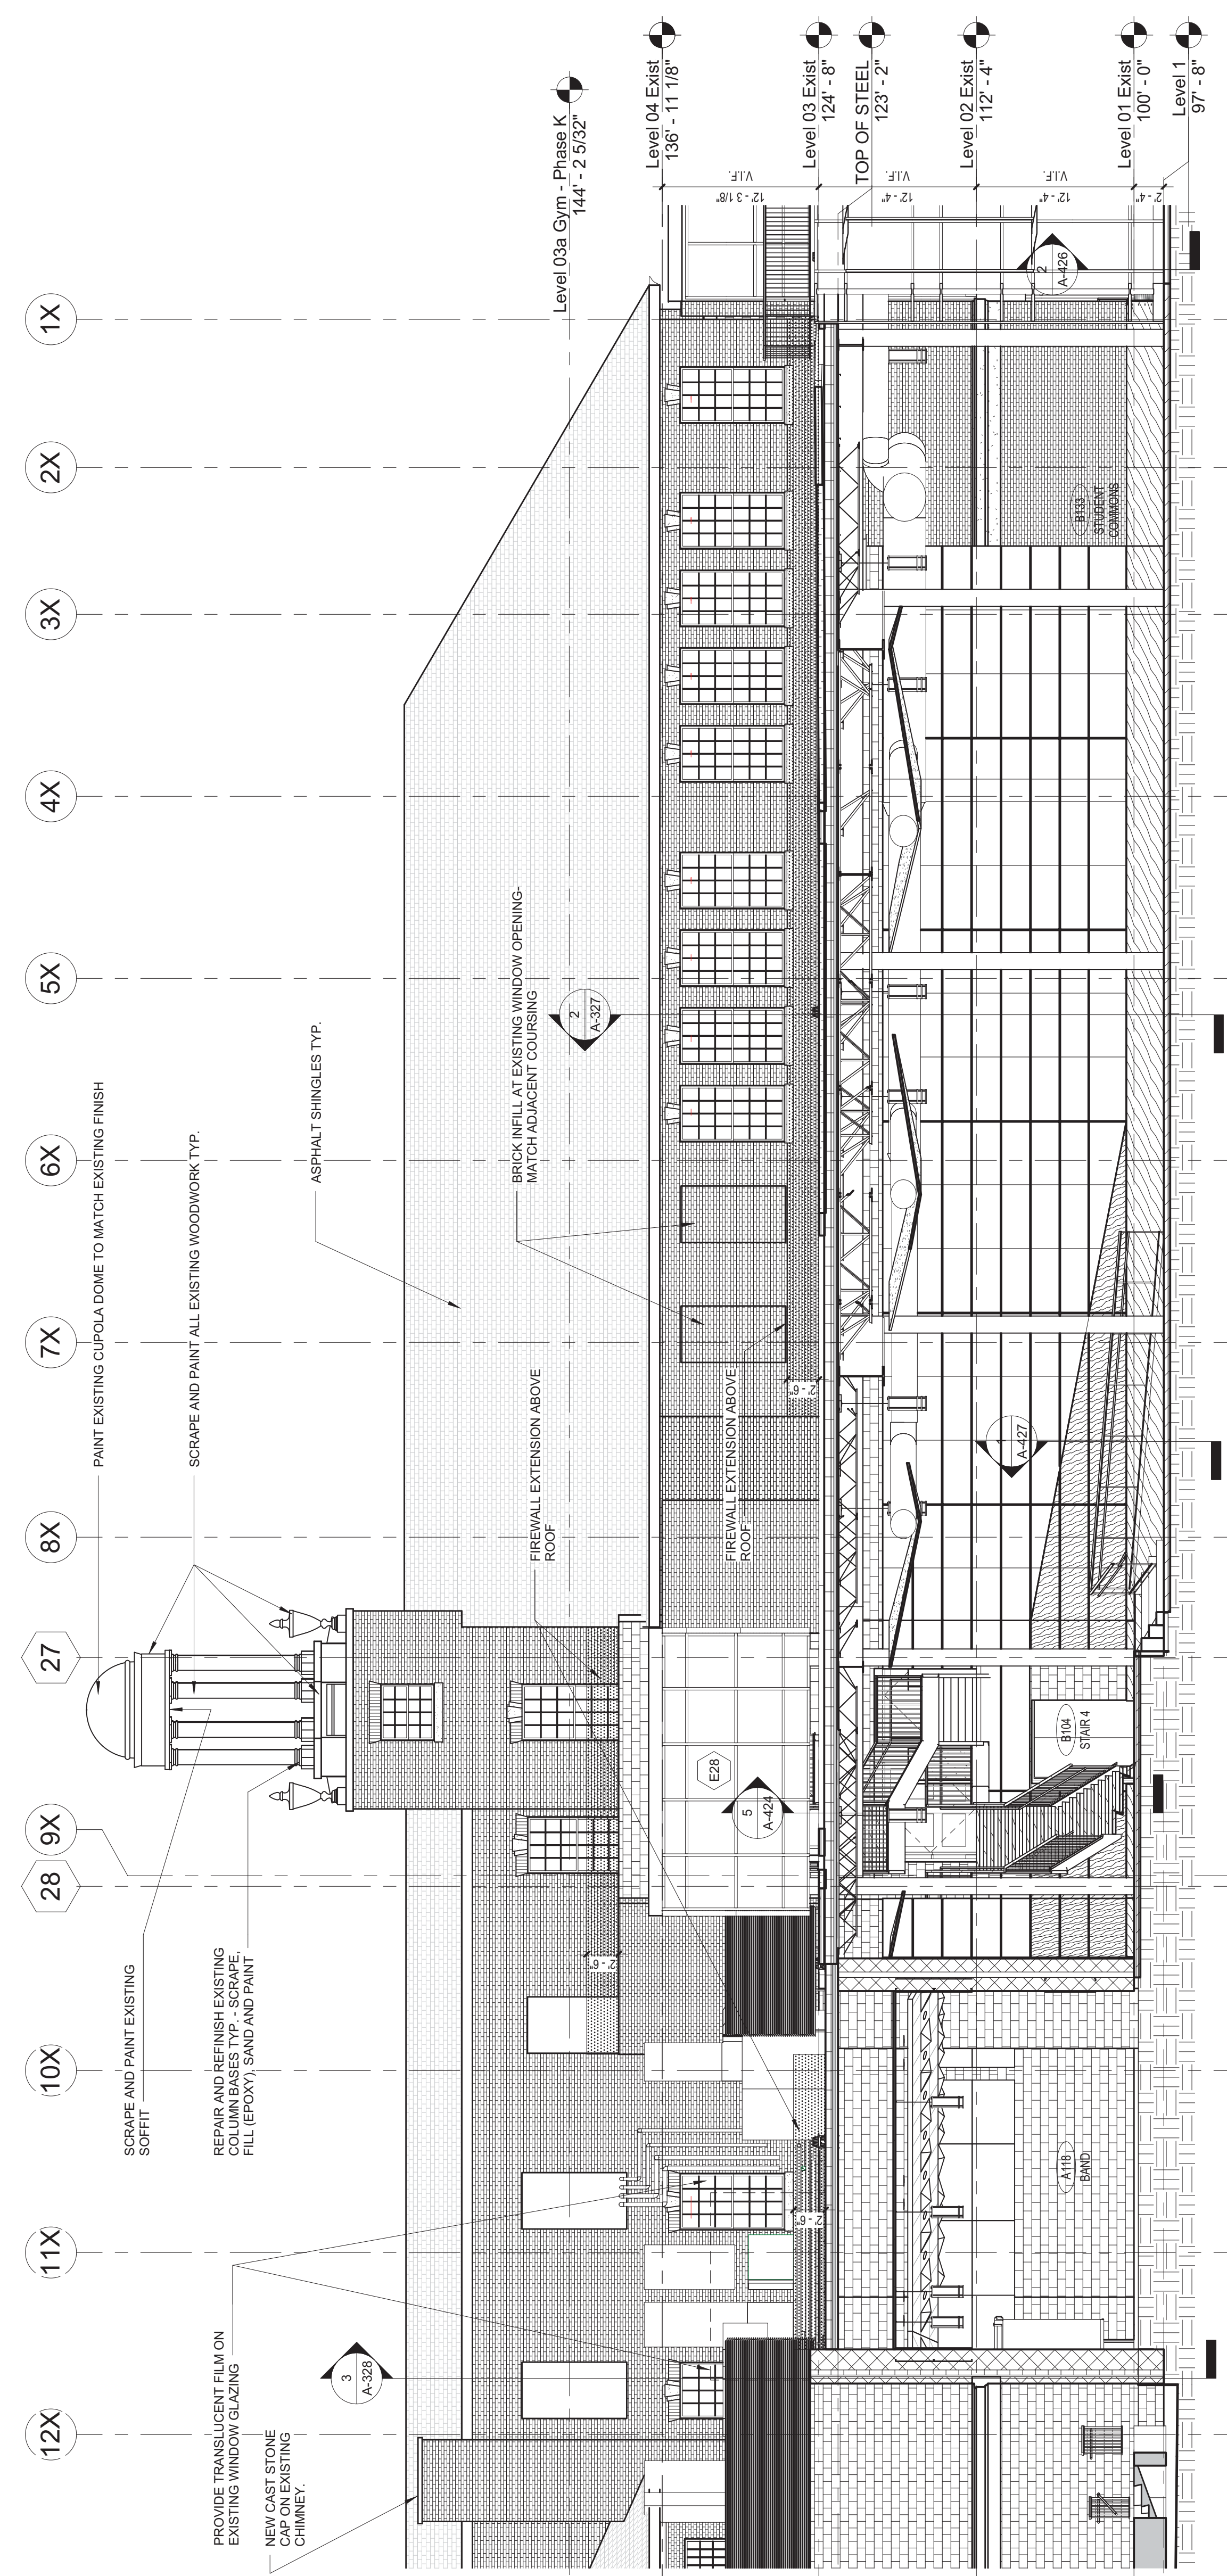 12X
11X
10X
9X
28
27
8X
7X
6X
5X
4X
3X
2X
1X
PAINT EXISTING CUPOLA DOME TO MATCH EXISTING FINISH
SCRAPE AND PAINT ALL EXISTING WOODWORK TYP.
ASPHALT SHINGLES TYP.
SCRAPE AND PAINT EXISTING
SOFFIT
REPAIR AND REFINISH EXISTING
COLUMN BASES TYP. - SCRAPE,
FILL (EPOXY), SAND AND PAINT
PROVIDE TRANSLUCENT FILM ON
EXISTING WINDOW GLAZING
NEW CAST STONE
CAP ON EXISTING
CHIMNEY.
3
A-328
BRICK INFILL AT EXISTING WINDOW OPENING-
MATCH ADJACENT COURSING
2
A-327
FIREWALL EXTENSION ABOVE
ROOF
FIREWALL EXTENSION ABOVE
ROOF
2' - 6"
2' - 6"
2' - 6"
E28
5
A-424
1
A-427
2
A-426
B104
STAIR 4
A118
BAND
B133
STUDENT
COMMONS
Level 03a Gym - Phase K
144' - 2 5/32"
Level 04 Exist
136' - 11 1/8"
Level 03 Exist
124' - 8"
TOP OF STEEL
123' - 2"
Level 02 Exist
112' - 4"
Level 01 Exist
100' - 0"
Level 1
97' - 8"
V.I.F.
12' - 3 1/8"
V.I.F.
12' - 4"
V.I.F.
12' - 4"
2' - 4"